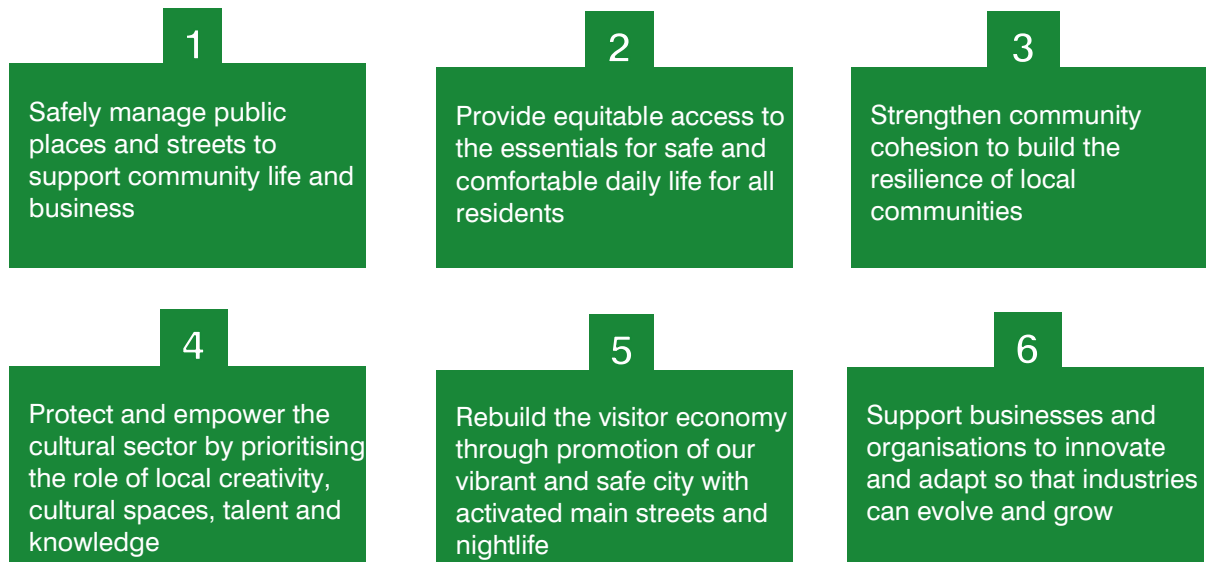 1
Safely manage public
places and streets to
support community life and
business
2
Provide equitable access to
the essentials for safe and
comfortable daily life for all
residents
3
Strengthen community
cohesion to build the
resilience of local
communities
4
Protect and empower the
cultural sector by prioritising
the role of local creativity,
cultural spaces, talent and
knowledge
5
Rebuild the visitor economy
through promotion of our
vibrant and safe city with
activated main streets and
nightlife
6
Support businesses and
organisations to innovate
and adapt so that industries
can evolve and grow